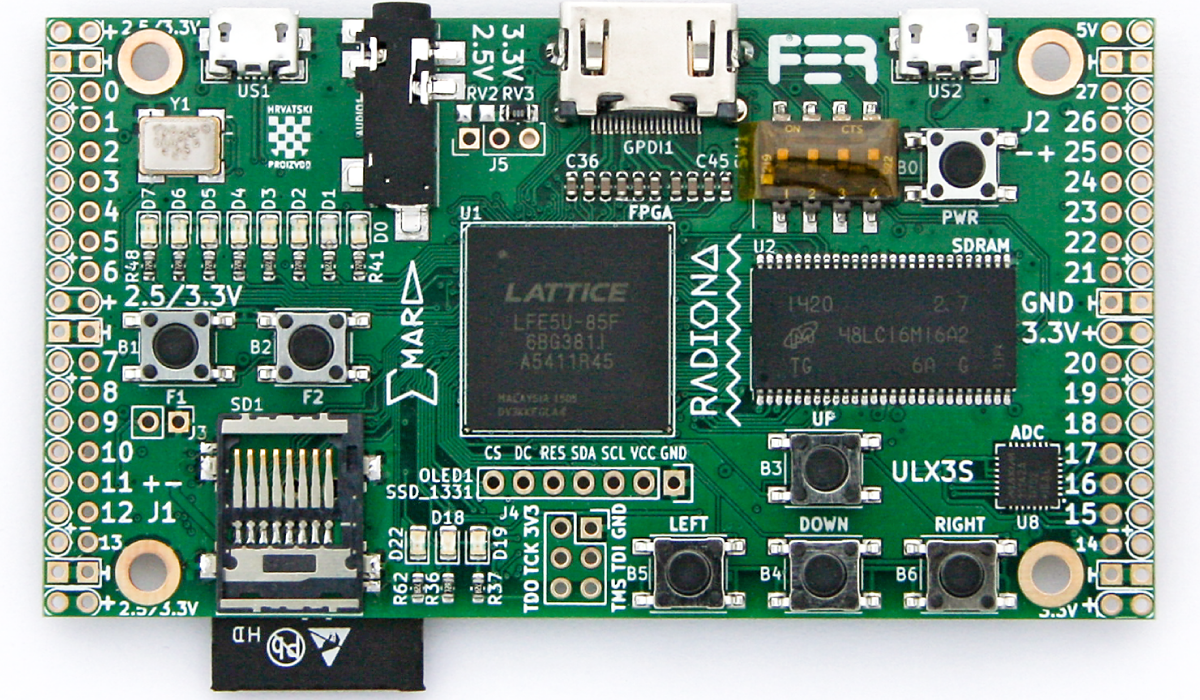 + 2.5/3.3V
US1
Y1
HRVATSKI
PROIZVOD
AUDIO1
3.3V
2.5V
RV2 RV3
J5
GPDI1
C36 C45
FPGA
FER
ON CTS
1 2 3 4
US2
5V
27
J2 26
-+ 25
24
23
22
21
GND
3.3V+
20
19
18
17
16
15
14
3.3V +
B0
PWR
0
1
2
3
4
5
6
+
2.5/3.3V
7
8
9
10
11 +-
12 J1
13
+ 2.5/3.3V
D7 D6 D5 D4 D3 D2 D1 D0
R48 R41
B1 B2
F1 F2
J3
SD1
MAR
U1
LATTICE
LFE5U-85F
6BG381I
A5411R45
MALAYSIA 1505
RADIONA
U2 SDRAM
1420 2.7
48LC16M16A2
TG 6A G
CS DC RES SDA SCL VCC GND
OLED1
SSD_1331
J4
D22 D18 D19
R62 R36 R37
3V3 GND
TCK TDI
TDO TMS
UP
B3
ULX3S
ADC
U8
LEFT DOWN RIGHT
B5 B4 B6
HD
Pb